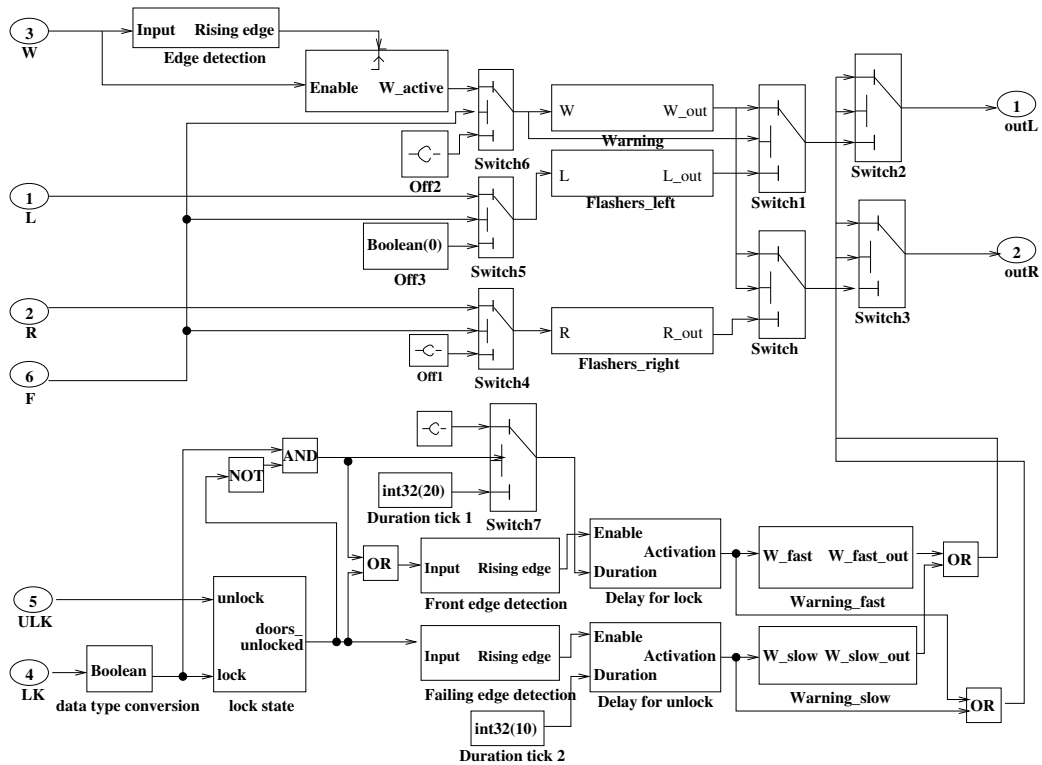 3
W
Input Rising edge
Edge detection
Enable W_active
Switch6
Off2
W W_out
Warning
Switch1
Switch2
1
outL
1
L
Boolean(0)
Off3
Switch5
L L_out
Flashers_left
Switch3
2
outR
2
R
Off1
Switch4
R R_out
Flashers_right
Switch
6
F
NOT
AND
int32(20)
Duration tick 1
Switch7
OR
Input Rising edge
Front edge detection
Enable
Activation
Duration
Delay for lock
W_fast W_fast_out
Warning_fast
OR
5
ULK
unlock
doors_
unlocked
lock
lock state
4
LK
Boolean
data type conversion
Input Rising edge
Failing edge detection
Enable
Activation
Duration
Delay for unlock
W_slow W_slow_out
Warning_slow
OR
int32(10)
Duration tick 2